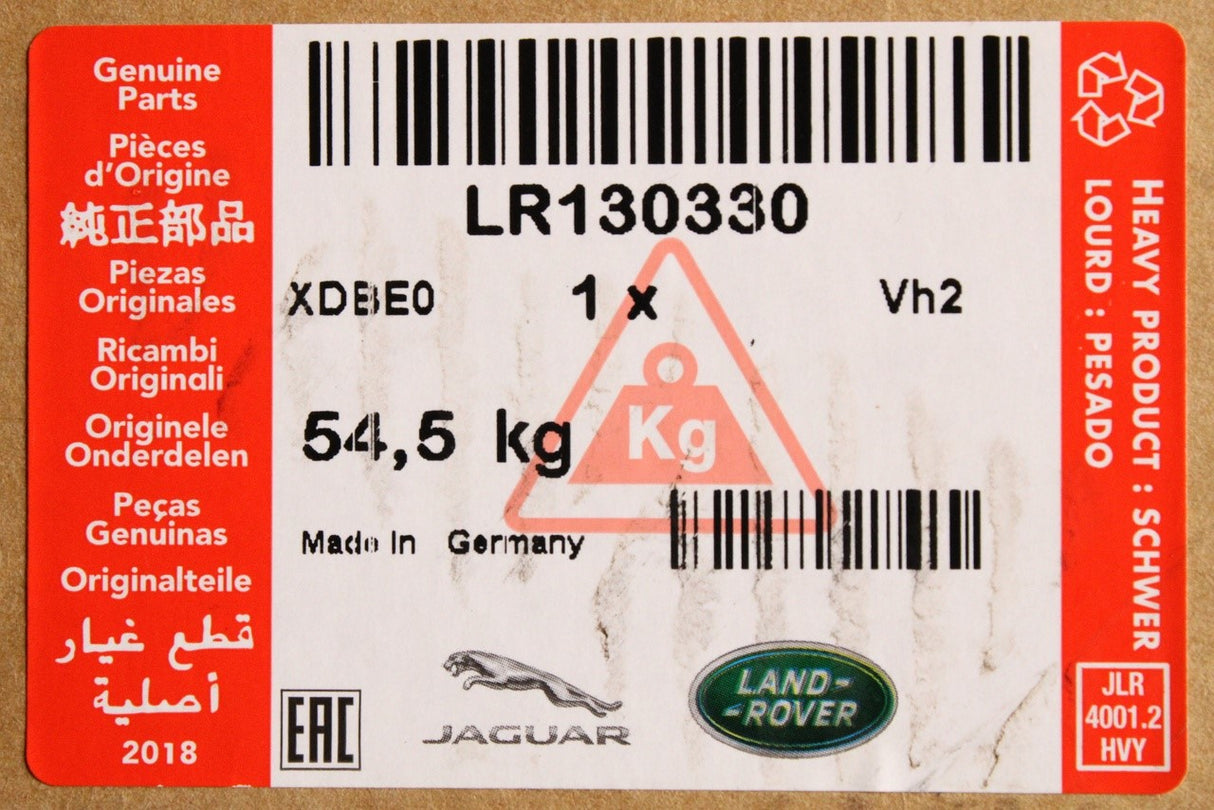 Genuine
Parts
Pièces
d'Origine
純正部品
Piezas
Originales
Ricambi
Originali
Originele
Onderdelen
Peças
Genuinas
Originalteile
قطع غيار
أصلية
2018
LR130330
XDBE0 1 x Vh2
54,5 kg
Kg
Made In Germany
EAC
JAGUAR
LAND-
-ROVER
HEAVY PRODUCT : SCHWER
LOURD : PESADO
JLR
4001.2
HVY